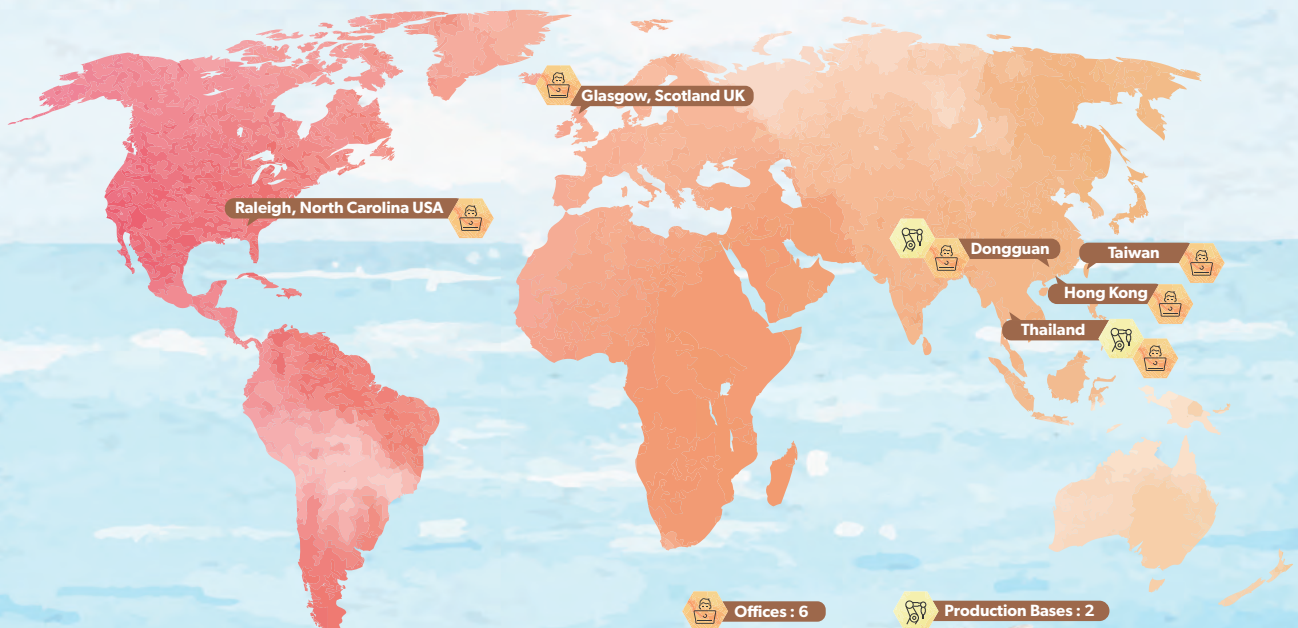 Glasgow, Scotland UK
Raleigh, North Carolina USA
Dongguan
Taiwan
Hong Kong
Thailand
Offices : 6
Production Bases : 2